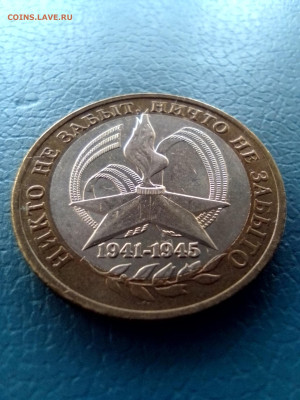 COINS.LAVE.RU
НИКТО НЕ ЗАБЫТ, НИЧТО НЕ ЗАБЫТО
1941-1945